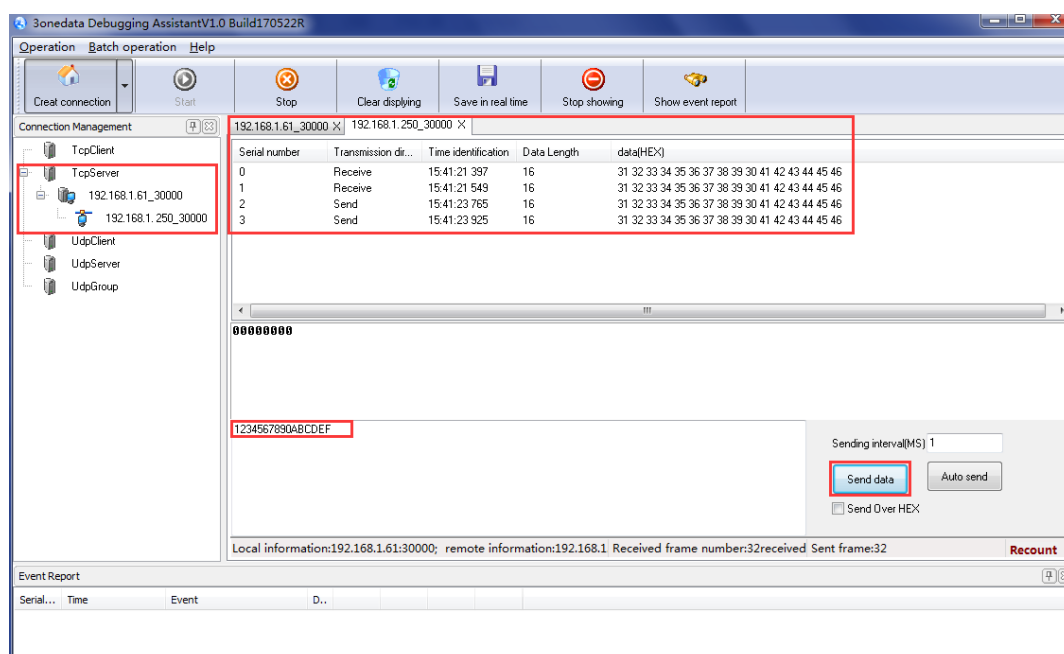 3onedata Debugging AssistantV1.0 Build170522R
Operation Batch operation Help
Creat connection Start Stop Clear displying Save in real time Stop showing Show event report
Connection Management
TcpClient
TcpServer
192.168.1.61_30000
192.168.1.250_30000
UdpClient
UdpServer
UdpGroup
192.168.1.61_30000 X 192.168.1.250_30000 X
Serial number Transmission dir... Time identification Data Length data(HEX)
0 Receive 15:41:21 397 16 31 32 33 34 35 36 37 38 39 30 41 42 43 44 45 46
1 Receive 15:41:21 549 16 31 32 33 34 35 36 37 38 39 30 41 42 43 44 45 46
2 Send 15:41:23 765 16 31 32 33 34 35 36 37 38 39 30 41 42 43 44 45 46
3 Send 15:41:23 925 16 31 32 33 34 35 36 37 38 39 30 41 42 43 44 45 46
00000000
1234567890ABCDEF
Sending interval(MS) 1
Send data Auto send
Send Over HEX
Local information:192.168.1.61:30000; remote information:192.168.1 Received frame number:32received Sent frame:32 Recount
Event Report
Serial... Time Event D..